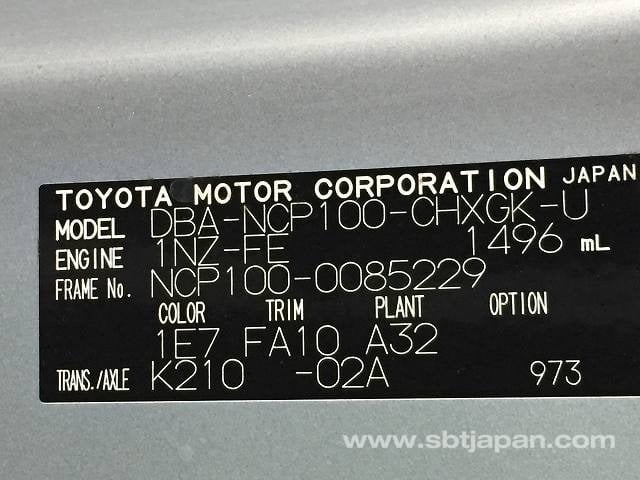 TOYOTA MOTOR CORPORATION JAPAN
MODEL DBA-NCP100-CHXGK-U
ENGINE 1NZ-FE 1496 mL
FRAME No. NCP100-0085229
COLOR TRIM PLANT OPTION
1E7 FA10 A32
TRANS./AXLE K210 -02A 973
www.sbtjapan.com